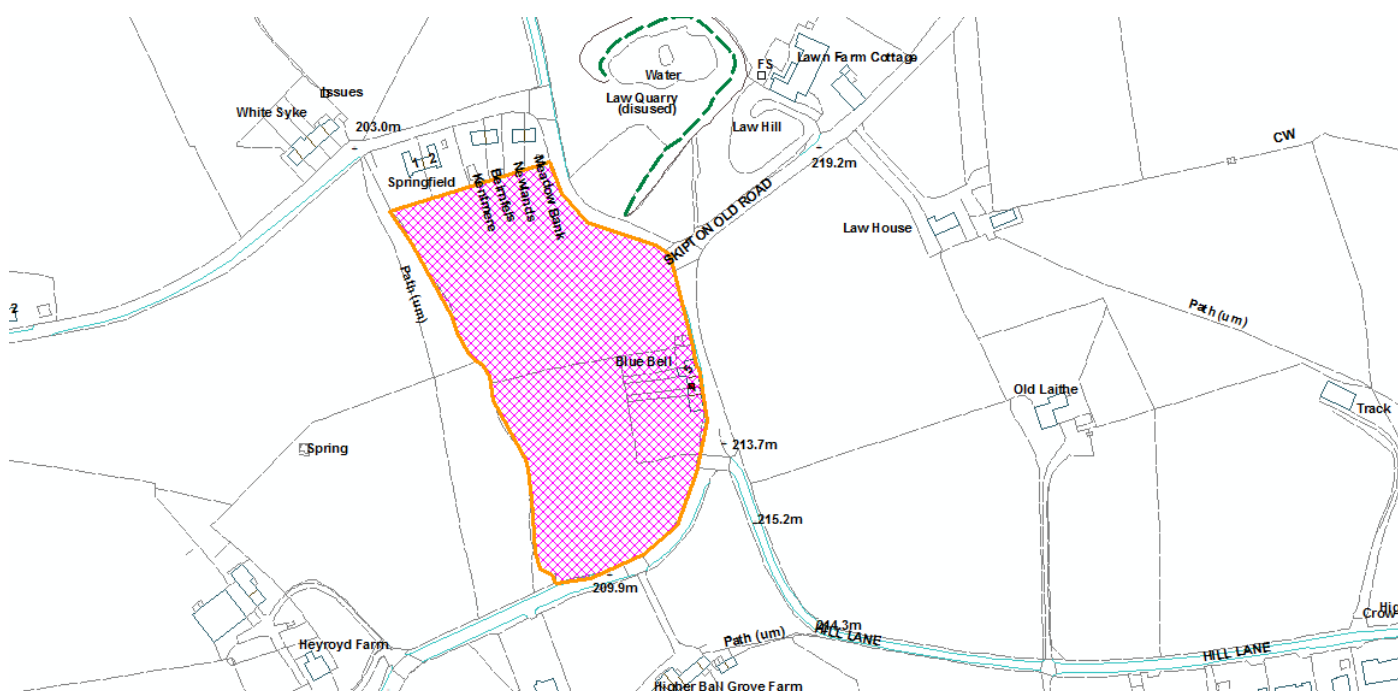 FS
Lawn Farm Cottage
Water
Issues
Law Quarry
(disused)
White Syke
203.0m
Law Hill
CW
219.2m
1
2
Springfield
Kentmere
Beimfels
Newlands
Meadow Bank
SKIPTON OLD ROAD
Law House
Path (um)
Path (um)
2
Blue Bell
Old Laithe
Track
213.7m
Spring
215.2m
209.9m
214.3m
HILL LANE
Path (um)
Crow
HILL LANE
Heyroyd Farm
Higher Ball Grove Farm